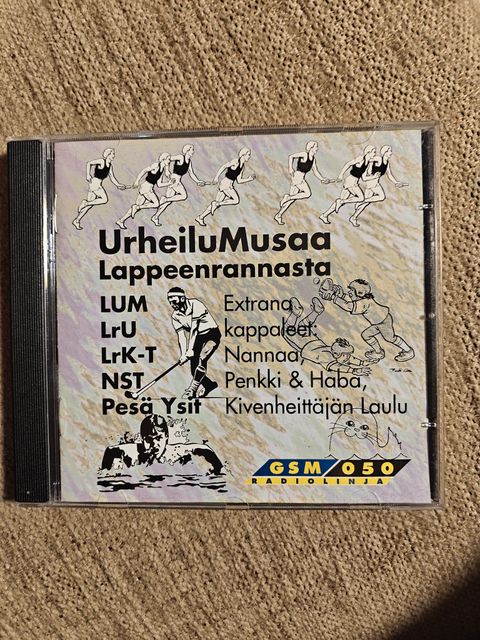 UrheiluMusaa
Lappeenrannasta
LUM
LrU
LrK-T
NST
Pesä Ysit
Extrana
kappaleet:
Nannaa,
Penkki & Haba,
Kivenheittäjän Laulu
GSM/050
RADIOLINJA